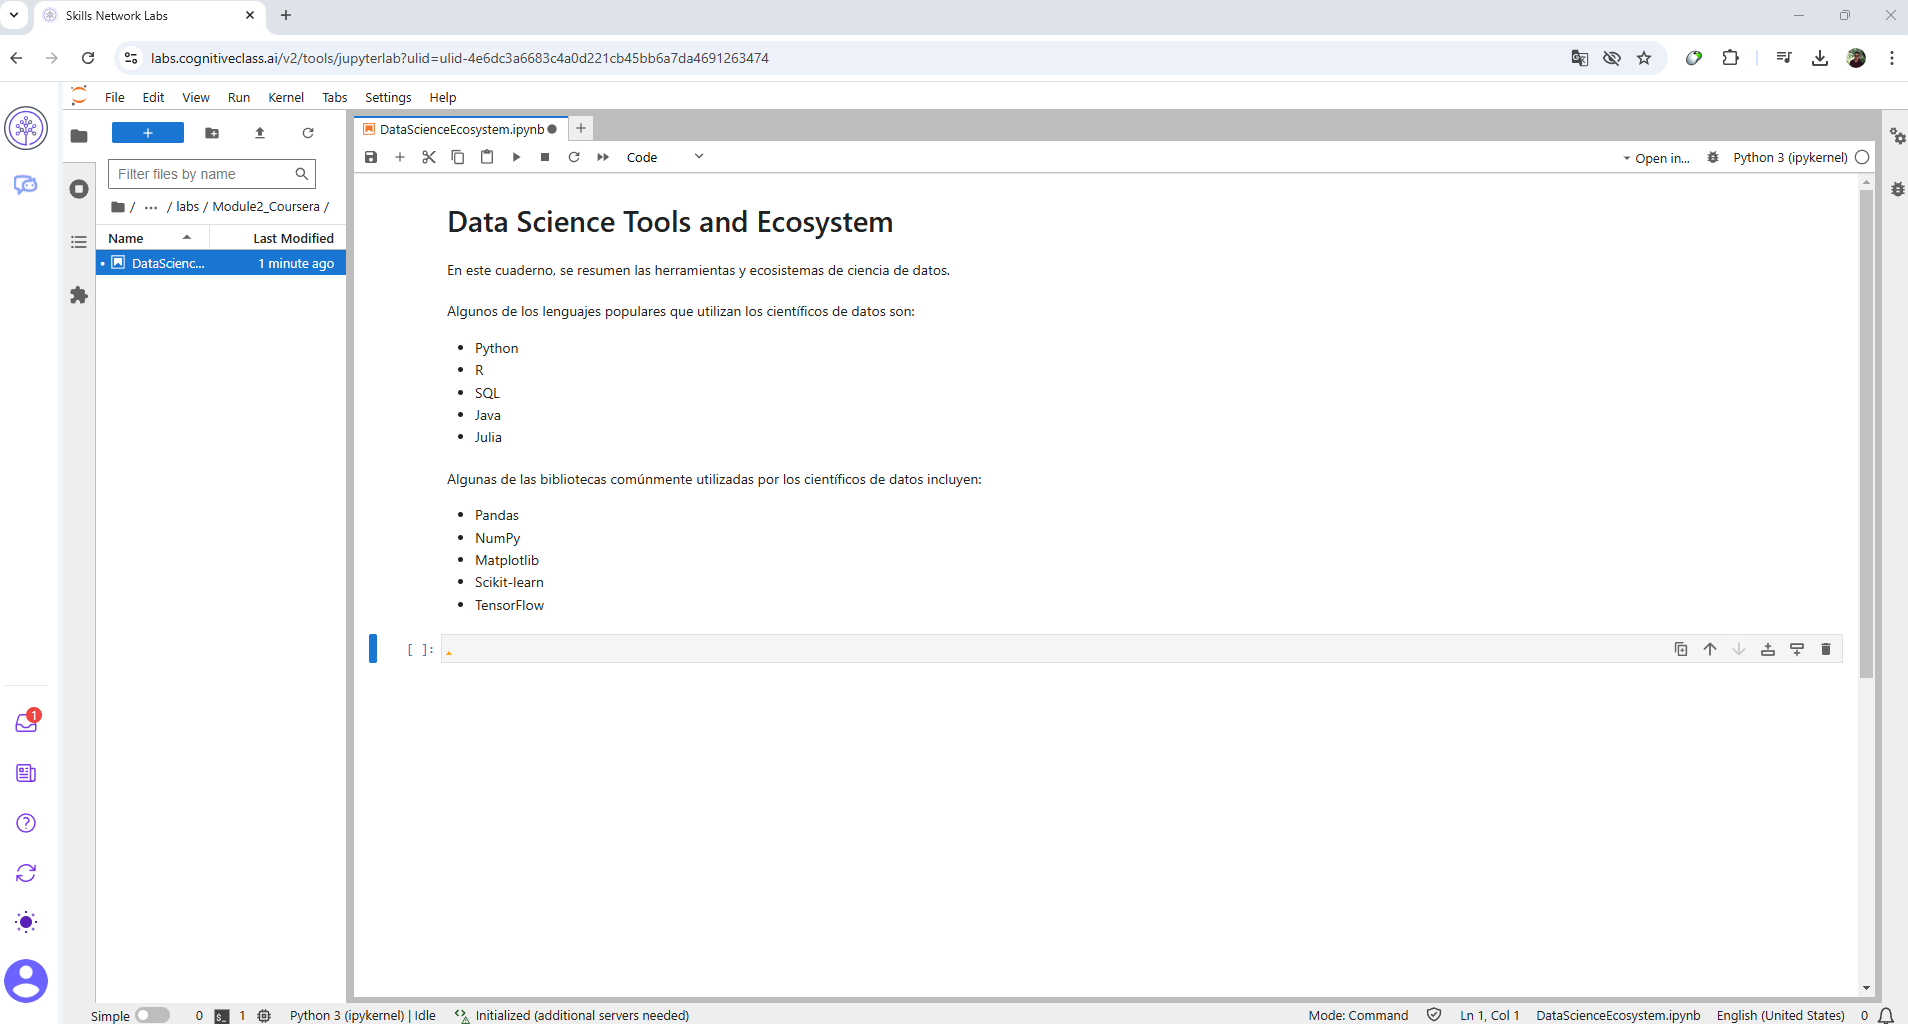 Skills Network Labs
labs.cognitiveclass.ai/v2/tools/jupyterlab?ulid=ulid-4e6dc3a6683c4a0d221cb45bb6a7da4691263474
File Edit View Run Kernel Tabs Settings Help
DataScienceEcosystem.ipynb
Code
Open in...
Python 3 (ipykernel)
Filter files by name
/ ... / labs / Module2_Coursera /
Name Last Modified
DataScienc... 1 minute ago
Data Science Tools and Ecosystem
En este cuaderno, se resumen las herramientas y ecosistemas de ciencia de datos.
Algunos de los lenguajes populares que utilizan los científicos de datos son:
• Python
• R
• SQL
• Java
• Julia
Algunas de las bibliotecas comúnmente utilizadas por los científicos de datos incluyen:
• Pandas
• NumPy
• Matplotlib
• Scikit-learn
• TensorFlow
[ ]:
1
Simple 0 $_ 1 Python 3 (ipykernel) | Idle Initialized (additional servers needed) Mode: Command Ln 1, Col 1 DataScienceEcosystem.ipynb English (United States) 0